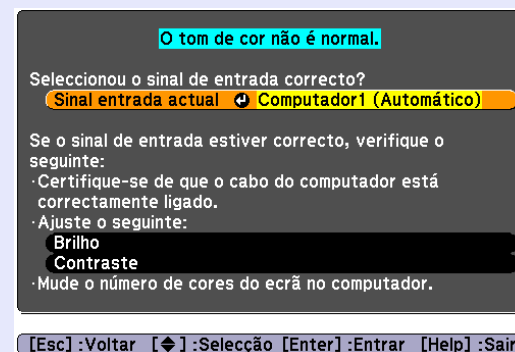 O tom de cor não é normal.
Seleccionou o sinal de entrada correcto?
Sinal entrada actual Computador1 (Automático)
Se o sinal de entrada estiver correcto, verifique o
seguinte:
·Certifique-se de que o cabo do computador está
correctamente ligado.
·Ajuste o seguinte:
Brilho
Contraste
·Mude o número de cores do ecrã no computador.
[Esc] :Voltar [◆] :Selecção [Enter] :Entrar [Help] :Sair